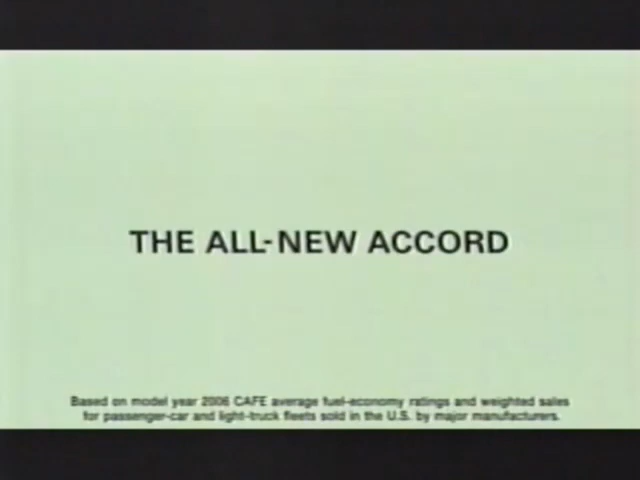 THE ALL-NEW ACCORD
Based on model year 2006 CAFE average fuel-economy ratings and weighted sales
for passenger-car and light-truck fleets sold in the U.S. by major manufacturers.